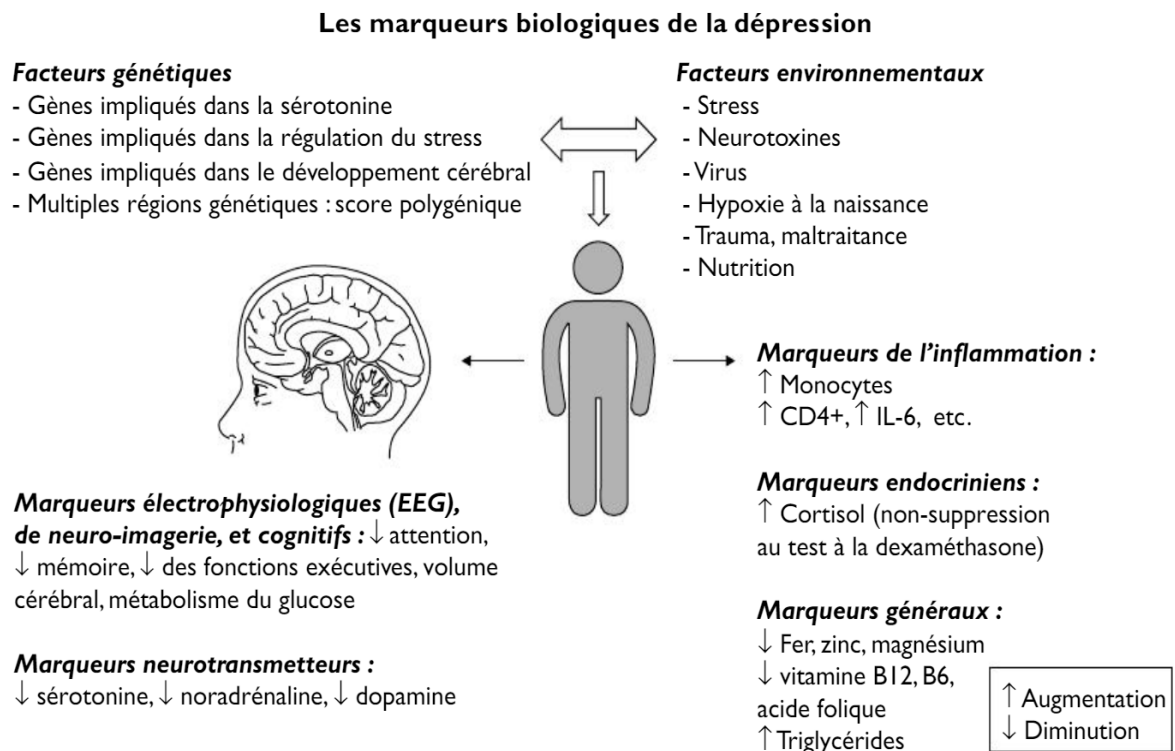 Les marqueurs biologiques de la dépression
Facteurs génétiques
- Gènes impliqués dans la sérotonine
- Gènes impliqués dans la régulation du stress
- Gènes impliqués dans le développement cérébral
- Multiples régions génétiques : score polygénique
Facteurs environnementaux
- Stress
- Neurotoxines
- Virus
- Hypoxie à la naissance
- Trauma, maltraitance
- Nutrition
Marqueurs électrophysiologiques (EEG),
de neuro-imagerie, et cognitifs : ↓ attention,
↓ mémoire, ↓ des fonctions exécutives, volume
cérébral, métabolisme du glucose
Marqueurs neurotransmetteurs :
↓ sérotonine, ↓ noradrénaline, ↓ dopamine
Marqueurs de l'inflammation :
↑ Monocytes
↑ CD4+, ↑ IL-6, etc.
Marqueurs endocriniens :
↑ Cortisol (non-suppression
au test à la dexaméthasone)
Marqueurs généraux :
↓ Fer, zinc, magnésium
↓ vitamine B12, B6,
acide folique
↑ Triglycérides
↑ Augmentation
↓ Diminution